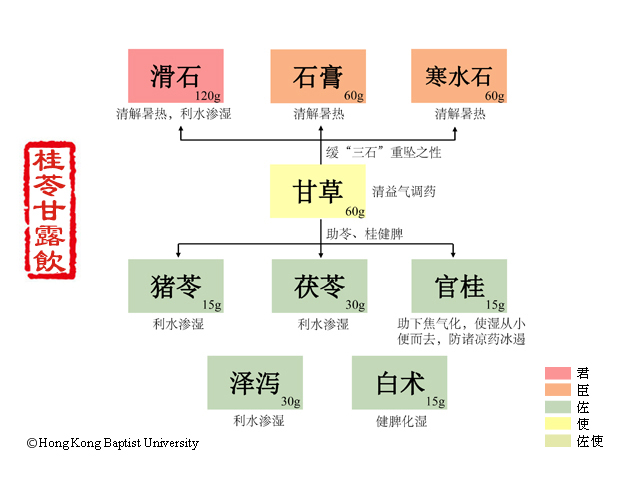 滑石
120g
清解暑热，利水渗湿
石膏
60g
清解暑热
寒水石
60g
清解暑热
缓“三石”重坠之性
桂苓甘露飲
甘草
60g
清益气调药
助苓、桂健脾
猪苓
15g
利水渗湿
茯苓
30g
利水渗湿
官桂
15g
助下焦气化，使湿从小
便而去，防诸凉药冰遏
泽泻
30g
利水渗湿
白术
15g
健脾化湿
君
臣
佐
使
佐使
©Hong Kong Baptist University